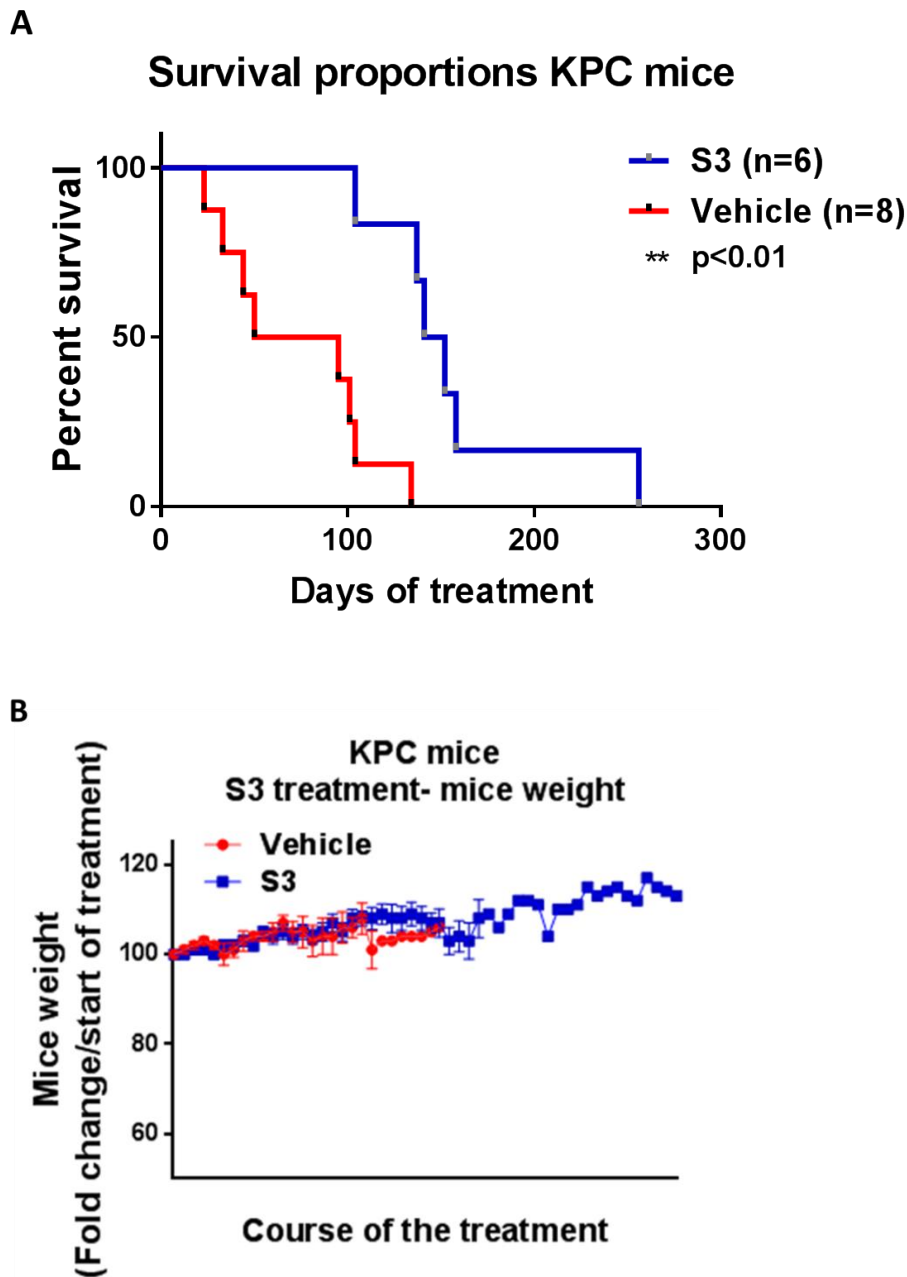 A
Survival proportions KPC mice
Percent survival
100
50
0
0 100 200 300
Days of treatment
S3 (n=6)
Vehicle (n=8)
** p<0.01
B
KPC mice
S3 treatment- mice weight
Mice weight
(Fold change/start of treatment)
Vehicle
S3
120
100
80
60
Course of the treatment